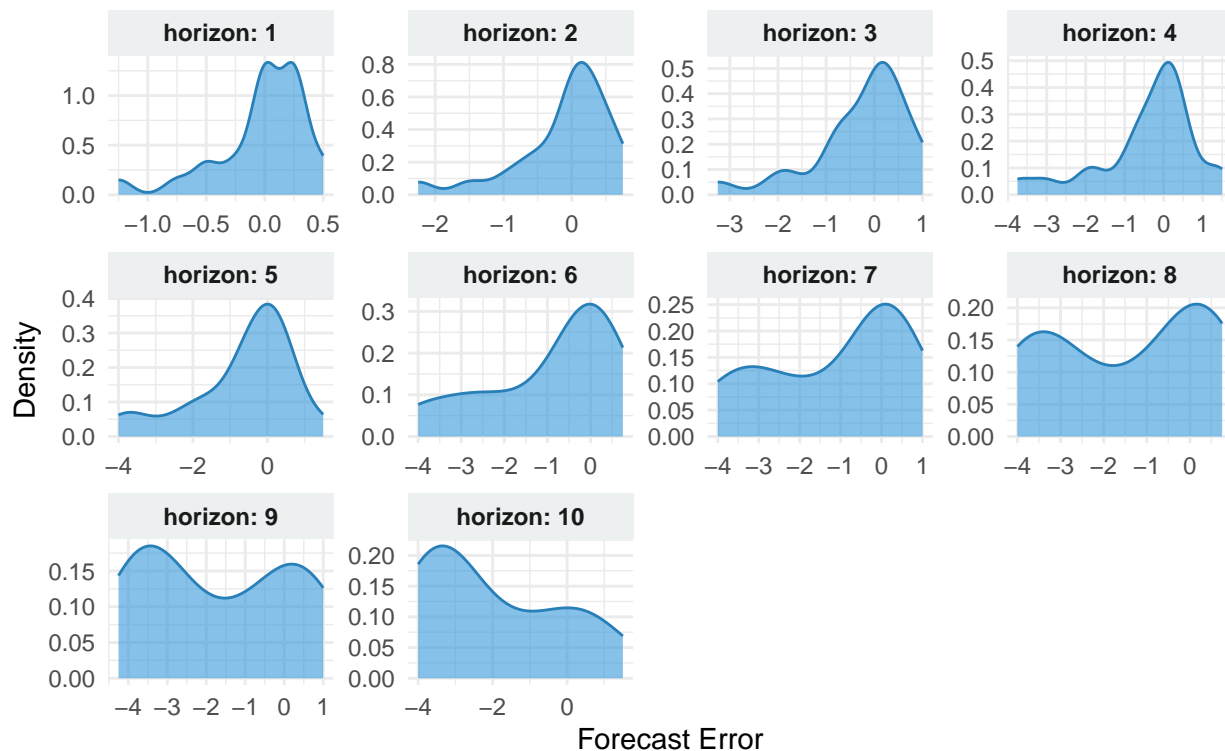 horizon: 1
horizon: 2
horizon: 3
horizon: 4
1.0
0.5
0.0
−1.0 −0.5 0.0 0.5
0.8
0.6
0.4
0.2
0.0
−2 −1 0
0.5
0.4
0.3
0.2
0.1
0.0
−3 −2 −1 0 1
0.5
0.4
0.3
0.2
0.1
0.0
−4 −3 −2 −1 0 1
horizon: 5
horizon: 6
horizon: 7
horizon: 8
Density
0.4
0.3
0.2
0.1
0.0
−4 −2 0
0.3
0.2
0.1
0.0
−4 −3 −2 −1 0
0.25
0.20
0.15
0.10
0.05
0.00
−4 −3 −2 −1 0 1
0.20
0.15
0.10
0.05
0.00
−4 −3 −2 −1 0
horizon: 9
horizon: 10
0.15
0.10
0.05
0.00
−4 −3 −2 −1 0 1
0.20
0.15
0.10
0.05
0.00
−4 −2 0
Forecast Error